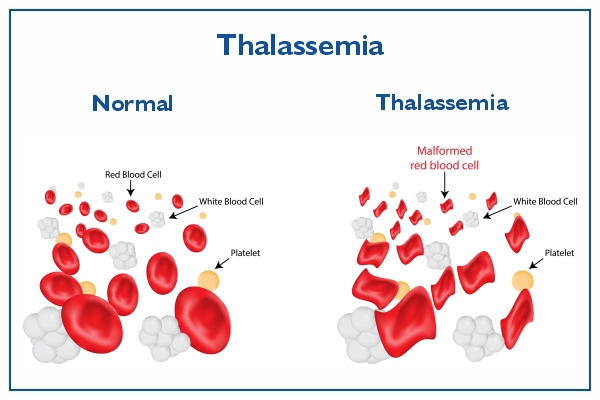 Thalassemia
Normal
Thalassemia
Red Blood Cell
White Blood Cell
Platelet
Malformed
red blood cell
White Blood Cell
Platelet